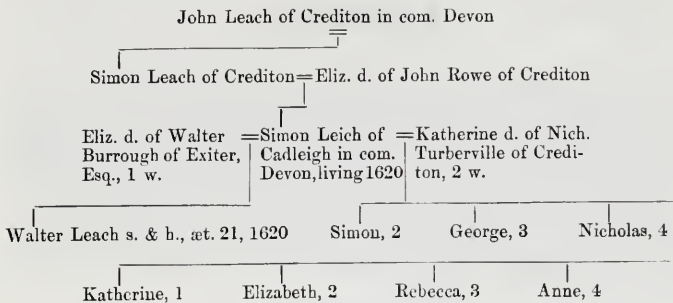 John Leach of Crediton in com. Devon
Simon Leach of Crediton=Eliz. d. of John Rowe of Crediton
Eliz. d. of Walter Burrough of Exiter, Esq., 1 w.
=Simon Leich of Cadleigh in com. Devon, living 1620
=Katherine d. of Nich. Turberville of Crediton, 2 w.
Walter Leach s. & h., æt. 21, 1620
Simon, 2
George, 3
Nicholas, 4
Katherine, 1
Elizabeth, 2
Rebecca, 3
Anne, 4